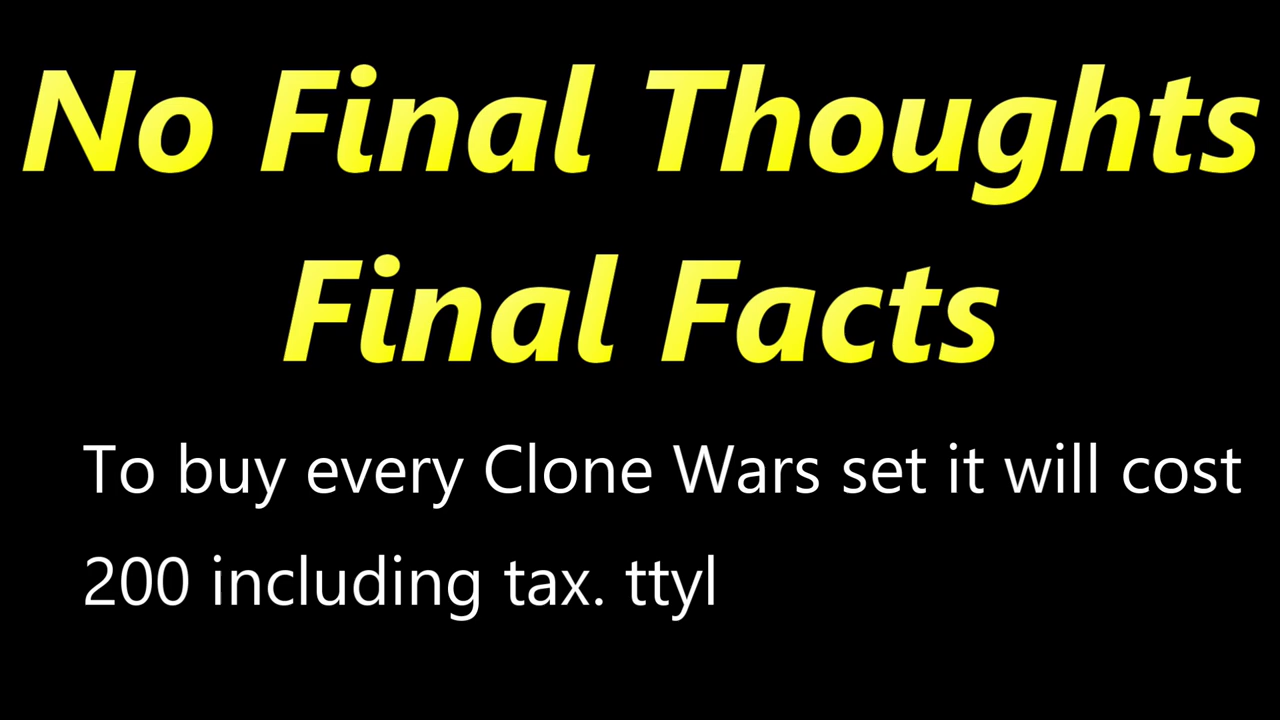 No Final Thoughts
Final Facts
To buy every Clone Wars set it will cost
200 including tax. ttyl